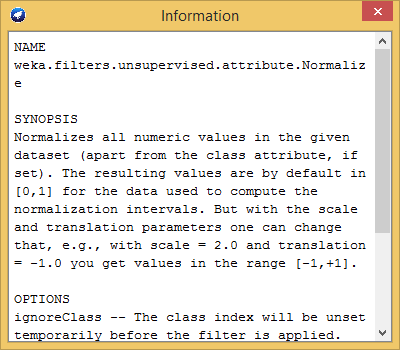 Information
NAME
weka.filters.unsupervised.attribute.Normaliz
e
SYNOPSIS
Normalizes all numeric values in the given
dataset (apart from the class attribute, if
set). The resulting values are by default in
[0,1] for the data used to compute the
normalization intervals. But with the scale
and translation parameters one can change
that, e.g., with scale = 2.0 and translation
= -1.0 you get values in the range [-1,+1].
OPTIONS
ignoreClass -- The class index will be unset
temporarily before the filter is applied.